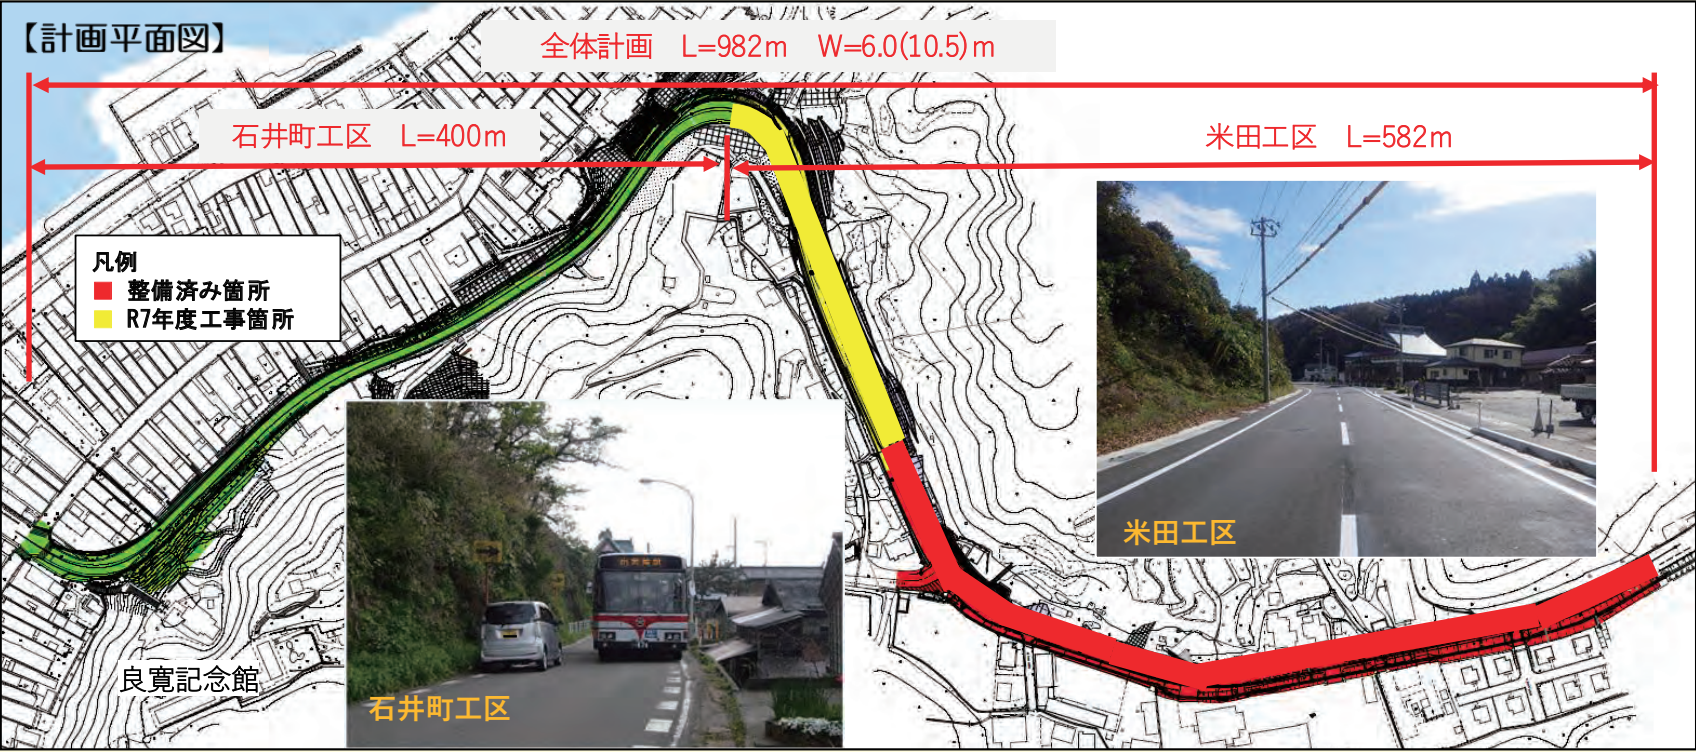 【計画平面図】
全体計画　L=982m　W=6.0(10.5)m
石井町工区　L=400m
米田工区　L=582m
凡例
整備済み箇所
R7年度工事箇所
米田工区
石井町工区
良寛記念館